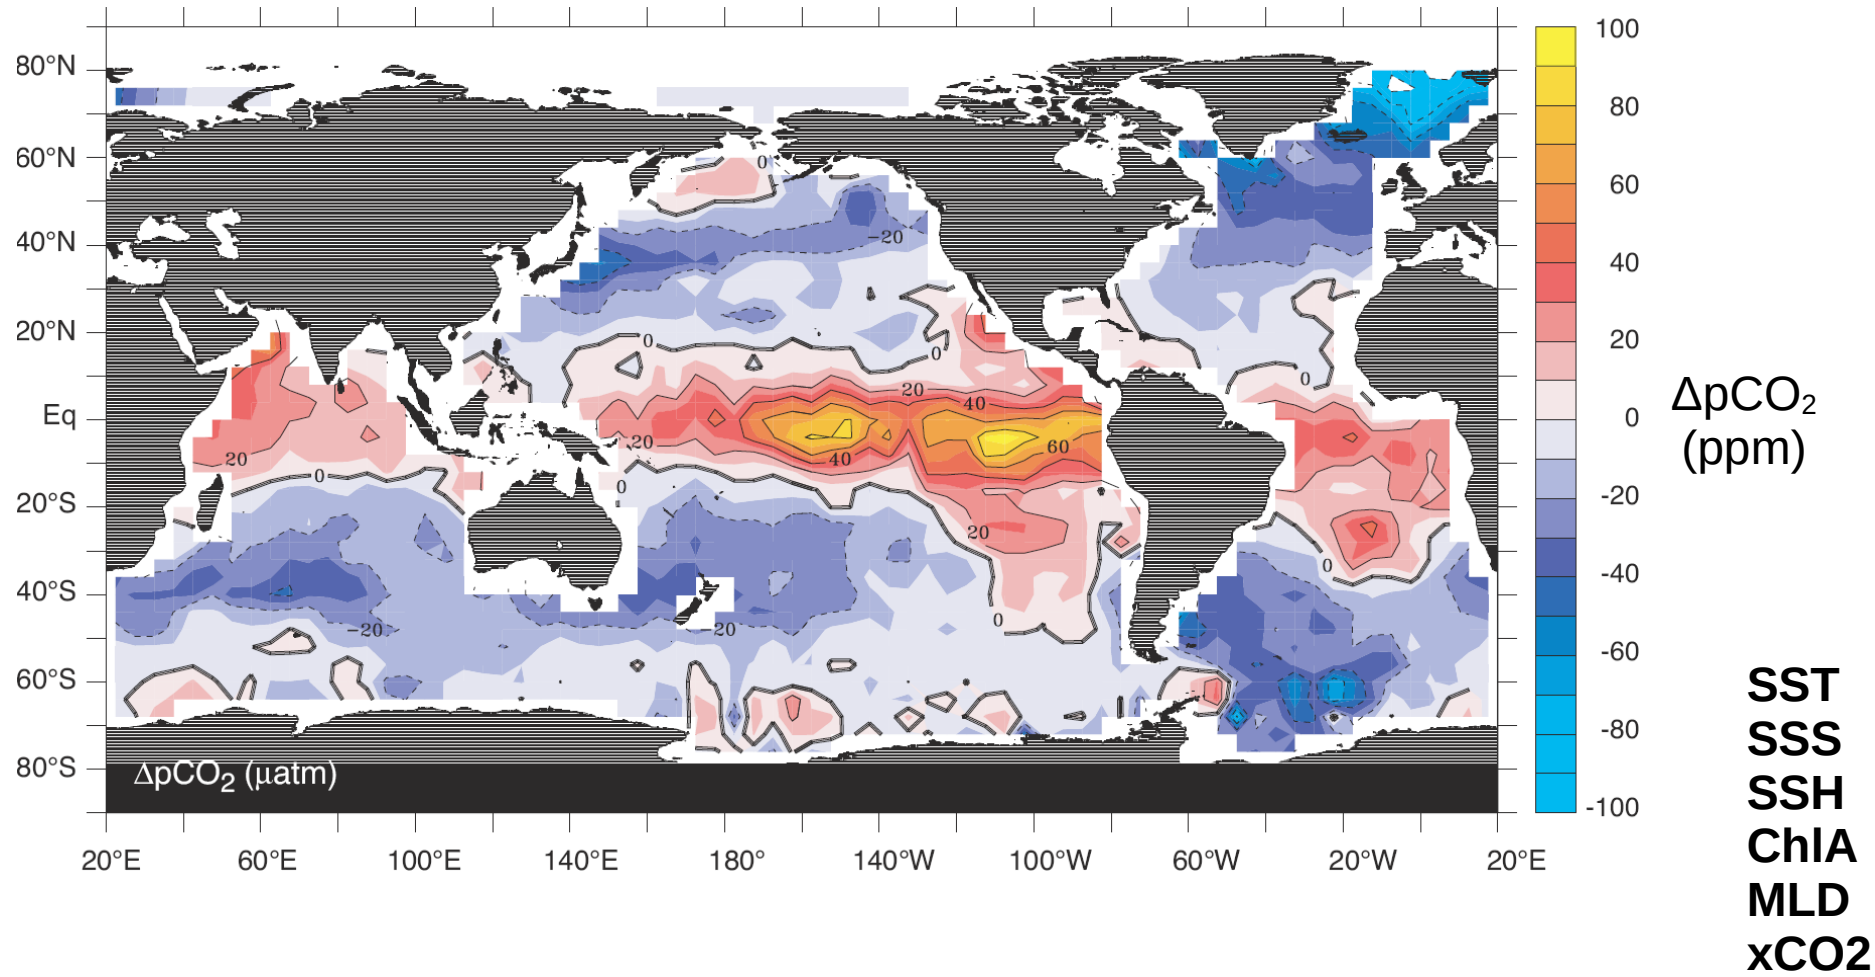 80°N
60°N
40°N
20°N
Eq
20°S
40°S
60°S
80°S
0
−20
0
0
20
40
20
40
60
0
0
20
20
0
0
0
−20
−20
0
ΔpCO2 (μatm)
20°E 60°E 100°E 140°E 180° 140°W 100°W 60°W 20°W 20°E
100
80
60
40
20
0
-20
-40
-60
-80
-100
ΔpCO2
(ppm)
SST
SSS
SSH
ChlA
MLD
xCO2